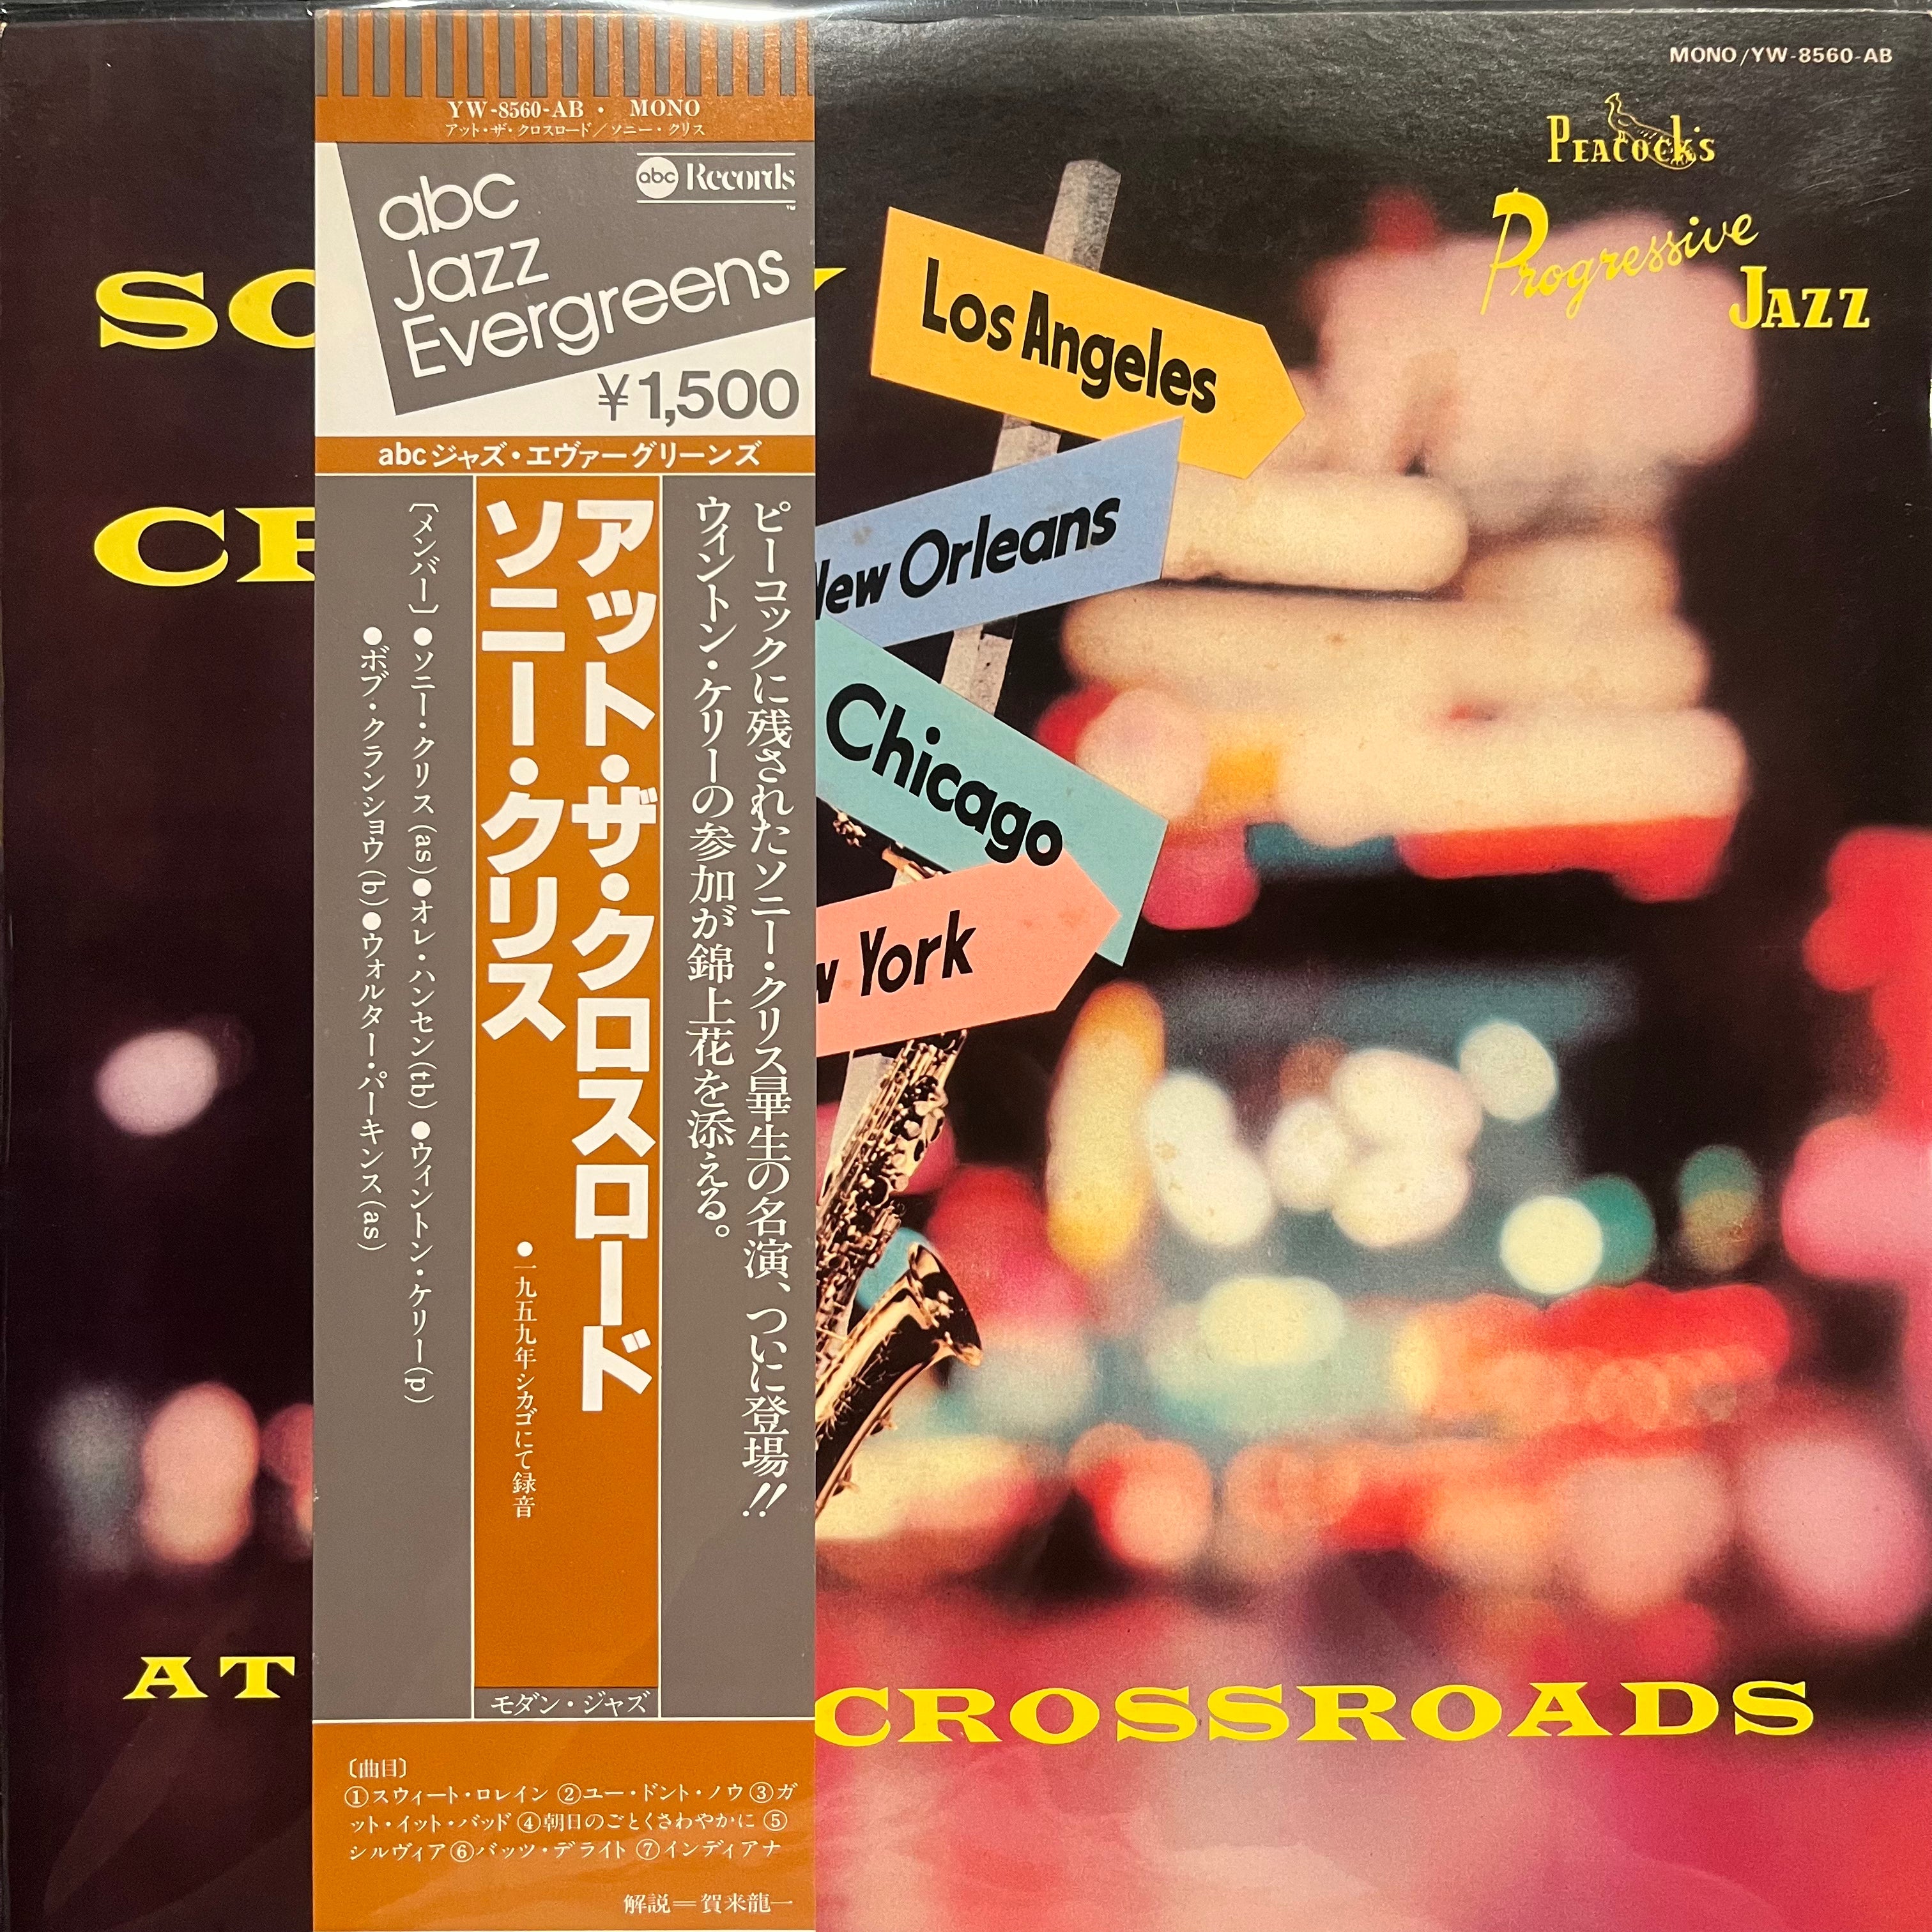 MONO/YW-8560-AB
PEACOCK'S
Progressive
JAZZ
SO
CR
AT
CROSSROADS
Los Angeles
New Orleans
Chicago
York
YW-8560-AB・ MONO
アット・ザ・クロスロード/ソニー・クリス
abc Records
TM
abc
Jazz
Evergreens
¥1,500
abcジャズ・エヴァーグリーンズ
ピーコックに残されたソニー・クリス畢生の名演、ついに登場!!
ウィントン・ケリーの参加が錦上花を添える。
アット・ザ・クロスロード
ソニー・クリス
●一九五九年シカゴにて録音
〔メンバー〕●ソニー・クリス(as)●オレ・ハンセン(tb)●ウィントン・ケリー(p)
●ボブ・クランショウ(b)●ウォルター・パーキンス(as)
モダン・ジャズ
〔曲目〕
①スウィート・ロレイン ②ユー・ドント・ノウ ③ガ
ット・イット・バッド ④朝日のごとくさわやかに ⑤
シルヴィア ⑥バッツ・デライト ⑦インディアナ
解説=賀来龍一